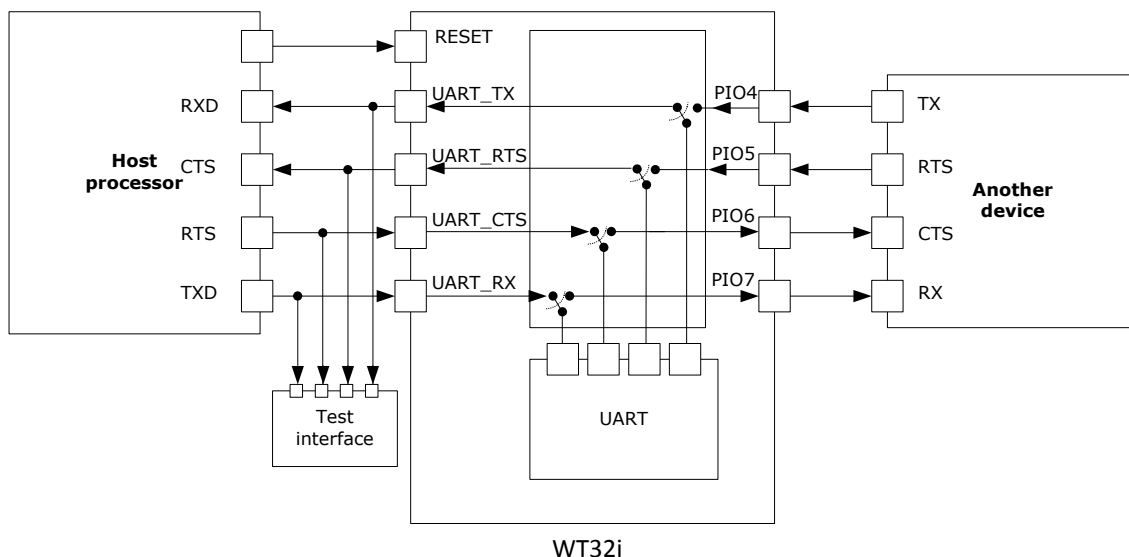 RESET
RXD
UART_TX
PIO4
TX
Host
processor
CTS
UART_RTS
PIO5
RTS
Another
device
RTS
UART_CTS
PIO6
CTS
TXD
UART_RX
PIO7
RX
Test
interface
UART
WT32i